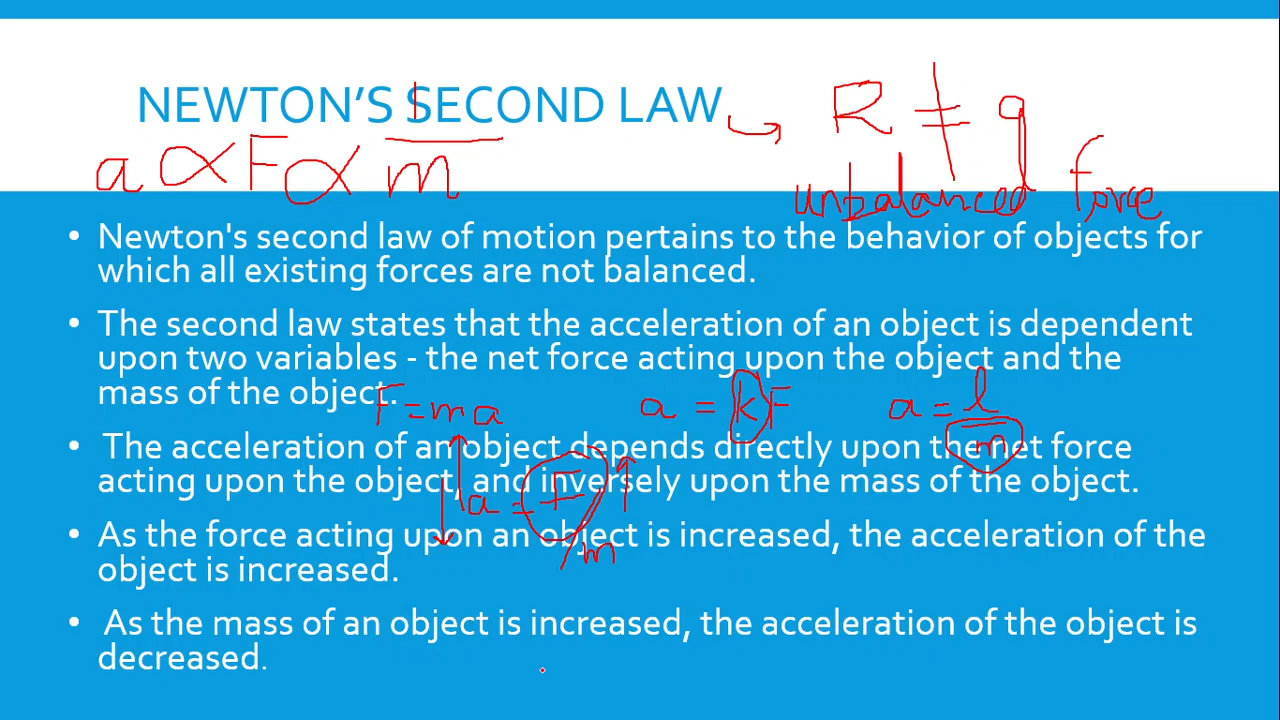 NEWTON'S SECOND LAW
R ≠ q
unbalanced force
a ∝ F ∝ 1/m
• Newton's second law of motion pertains to the behavior of objects for
which all existing forces are not balanced.
• The second law states that the acceleration of an object is dependent
upon two variables - the net force acting upon the object and the
mass of the object.
F = ma
a = kF
a = l/m
• The acceleration of an object depends directly upon the net force
acting upon the object, and inversely upon the mass of the object.
a = F/m
• As the force acting upon an object is increased, the acceleration of the
object is increased.
• As the mass of an object is increased, the acceleration of the object is
decreased.